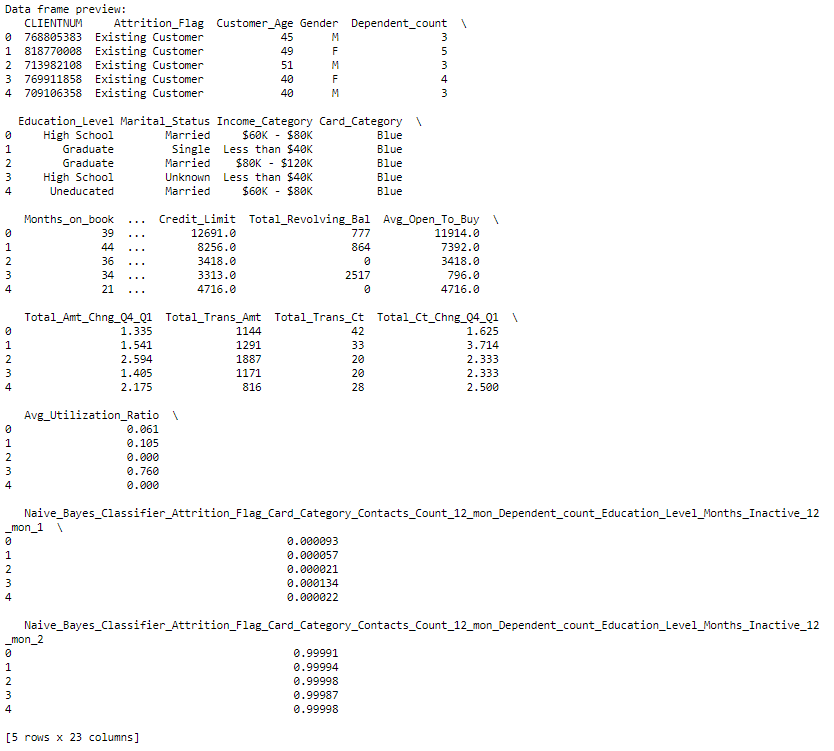 Data frame preview:
   CLIENTNUM     Attrition_Flag  Customer_Age Gender  Dependent_count  \
0  768805383  Existing Customer            45      M                3
1  818770008  Existing Customer            49      F                5
2  713982108  Existing Customer            51      M                3
3  769911858  Existing Customer            40      F                4
4  709106358  Existing Customer            40      M                3
  Education_Level Marital_Status Income_Category Card_Category  \
0     High School        Married     $60K - $80K          Blue
1        Graduate         Single  Less than $40K          Blue
2        Graduate        Married    $80K - $120K          Blue
3     High School        Unknown  Less than $40K          Blue
4      Uneducated        Married     $60K - $80K          Blue
   Months_on_book  ...  Credit_Limit  Total_Revolving_Bal  Avg_Open_To_Buy  \
0              39  ...       12691.0                  777          11914.0
1              44  ...        8256.0                  864           7392.0
2              36  ...        3418.0                    0           3418.0
3              34  ...        3313.0                 2517            796.0
4              21  ...        4716.0                    0           4716.0
   Total_Amt_Chng_Q4_Q1  Total_Trans_Amt  Total_Trans_Ct  Total_Ct_Chng_Q4_Q1  \
0                 1.335             1144              42                1.625
1                 1.541             1291              33                3.714
2                 2.594             1887              20                2.333
3                 1.405             1171              20                2.333
4                 2.175              816              28                2.500
   Avg_Utilization_Ratio  \
0                  0.061
1                  0.105
2                  0.000
3                  0.760
4                  0.000
   Naive_Bayes_Classifier_Attrition_Flag_Card_Category_Contacts_Count_12_mon_Dependent_count_Education_Level_Months_Inactive_12
_mon_1  \
0                                           0.000093
1                                           0.000057
2                                           0.000021
3                                           0.000134
4                                           0.000022
   Naive_Bayes_Classifier_Attrition_Flag_Card_Category_Contacts_Count_12_mon_Dependent_count_Education_Level_Months_Inactive_12
_mon_2
0                                            0.99991
1                                            0.99994
2                                            0.99998
3                                            0.99987
4                                            0.99998
[5 rows x 23 columns]